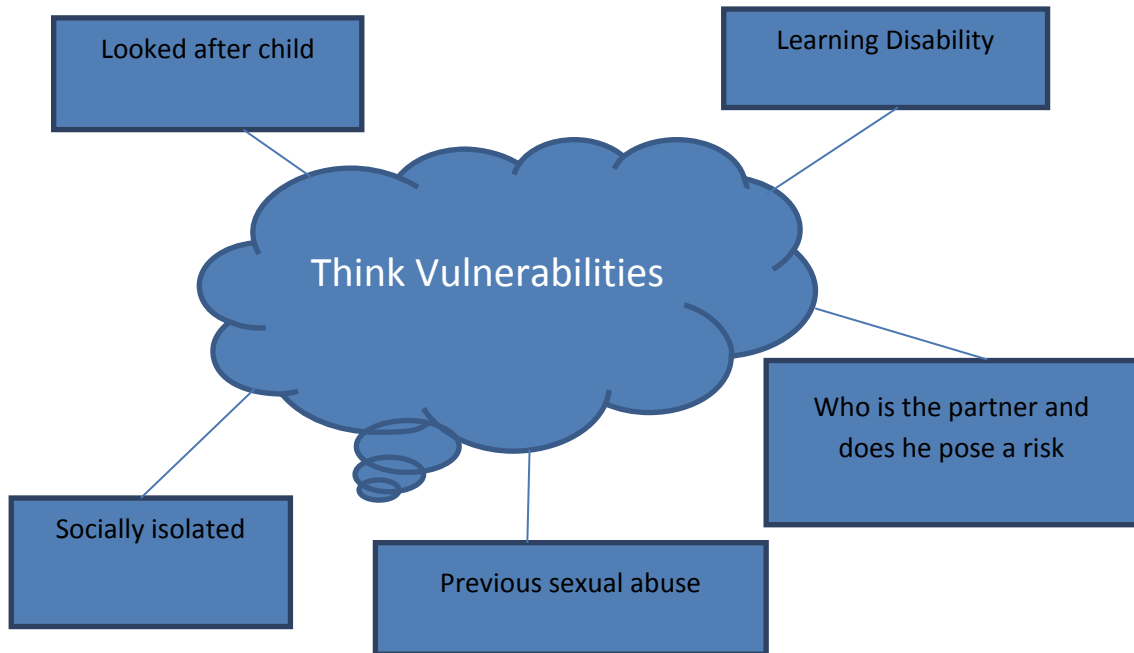 Looked after child
Learning Disability
Think Vulnerabilities
Who is the partner and
does he pose a risk
Socially isolated
Previous sexual abuse